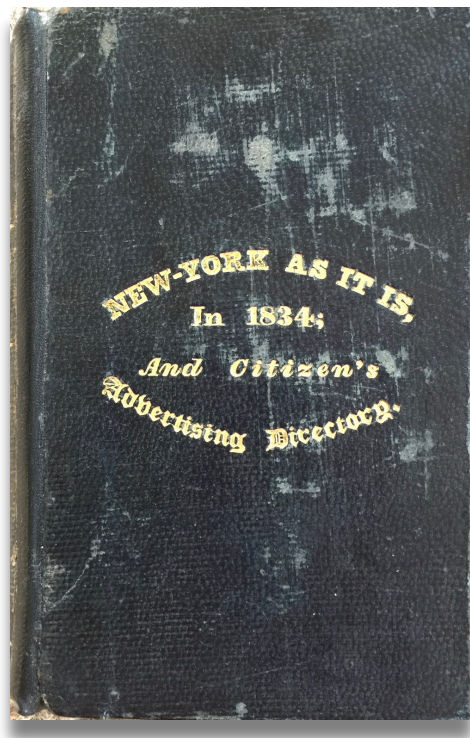 NEW-YORK AS IT IS,
In 1834;
And Citizen's
Advertising Directory.